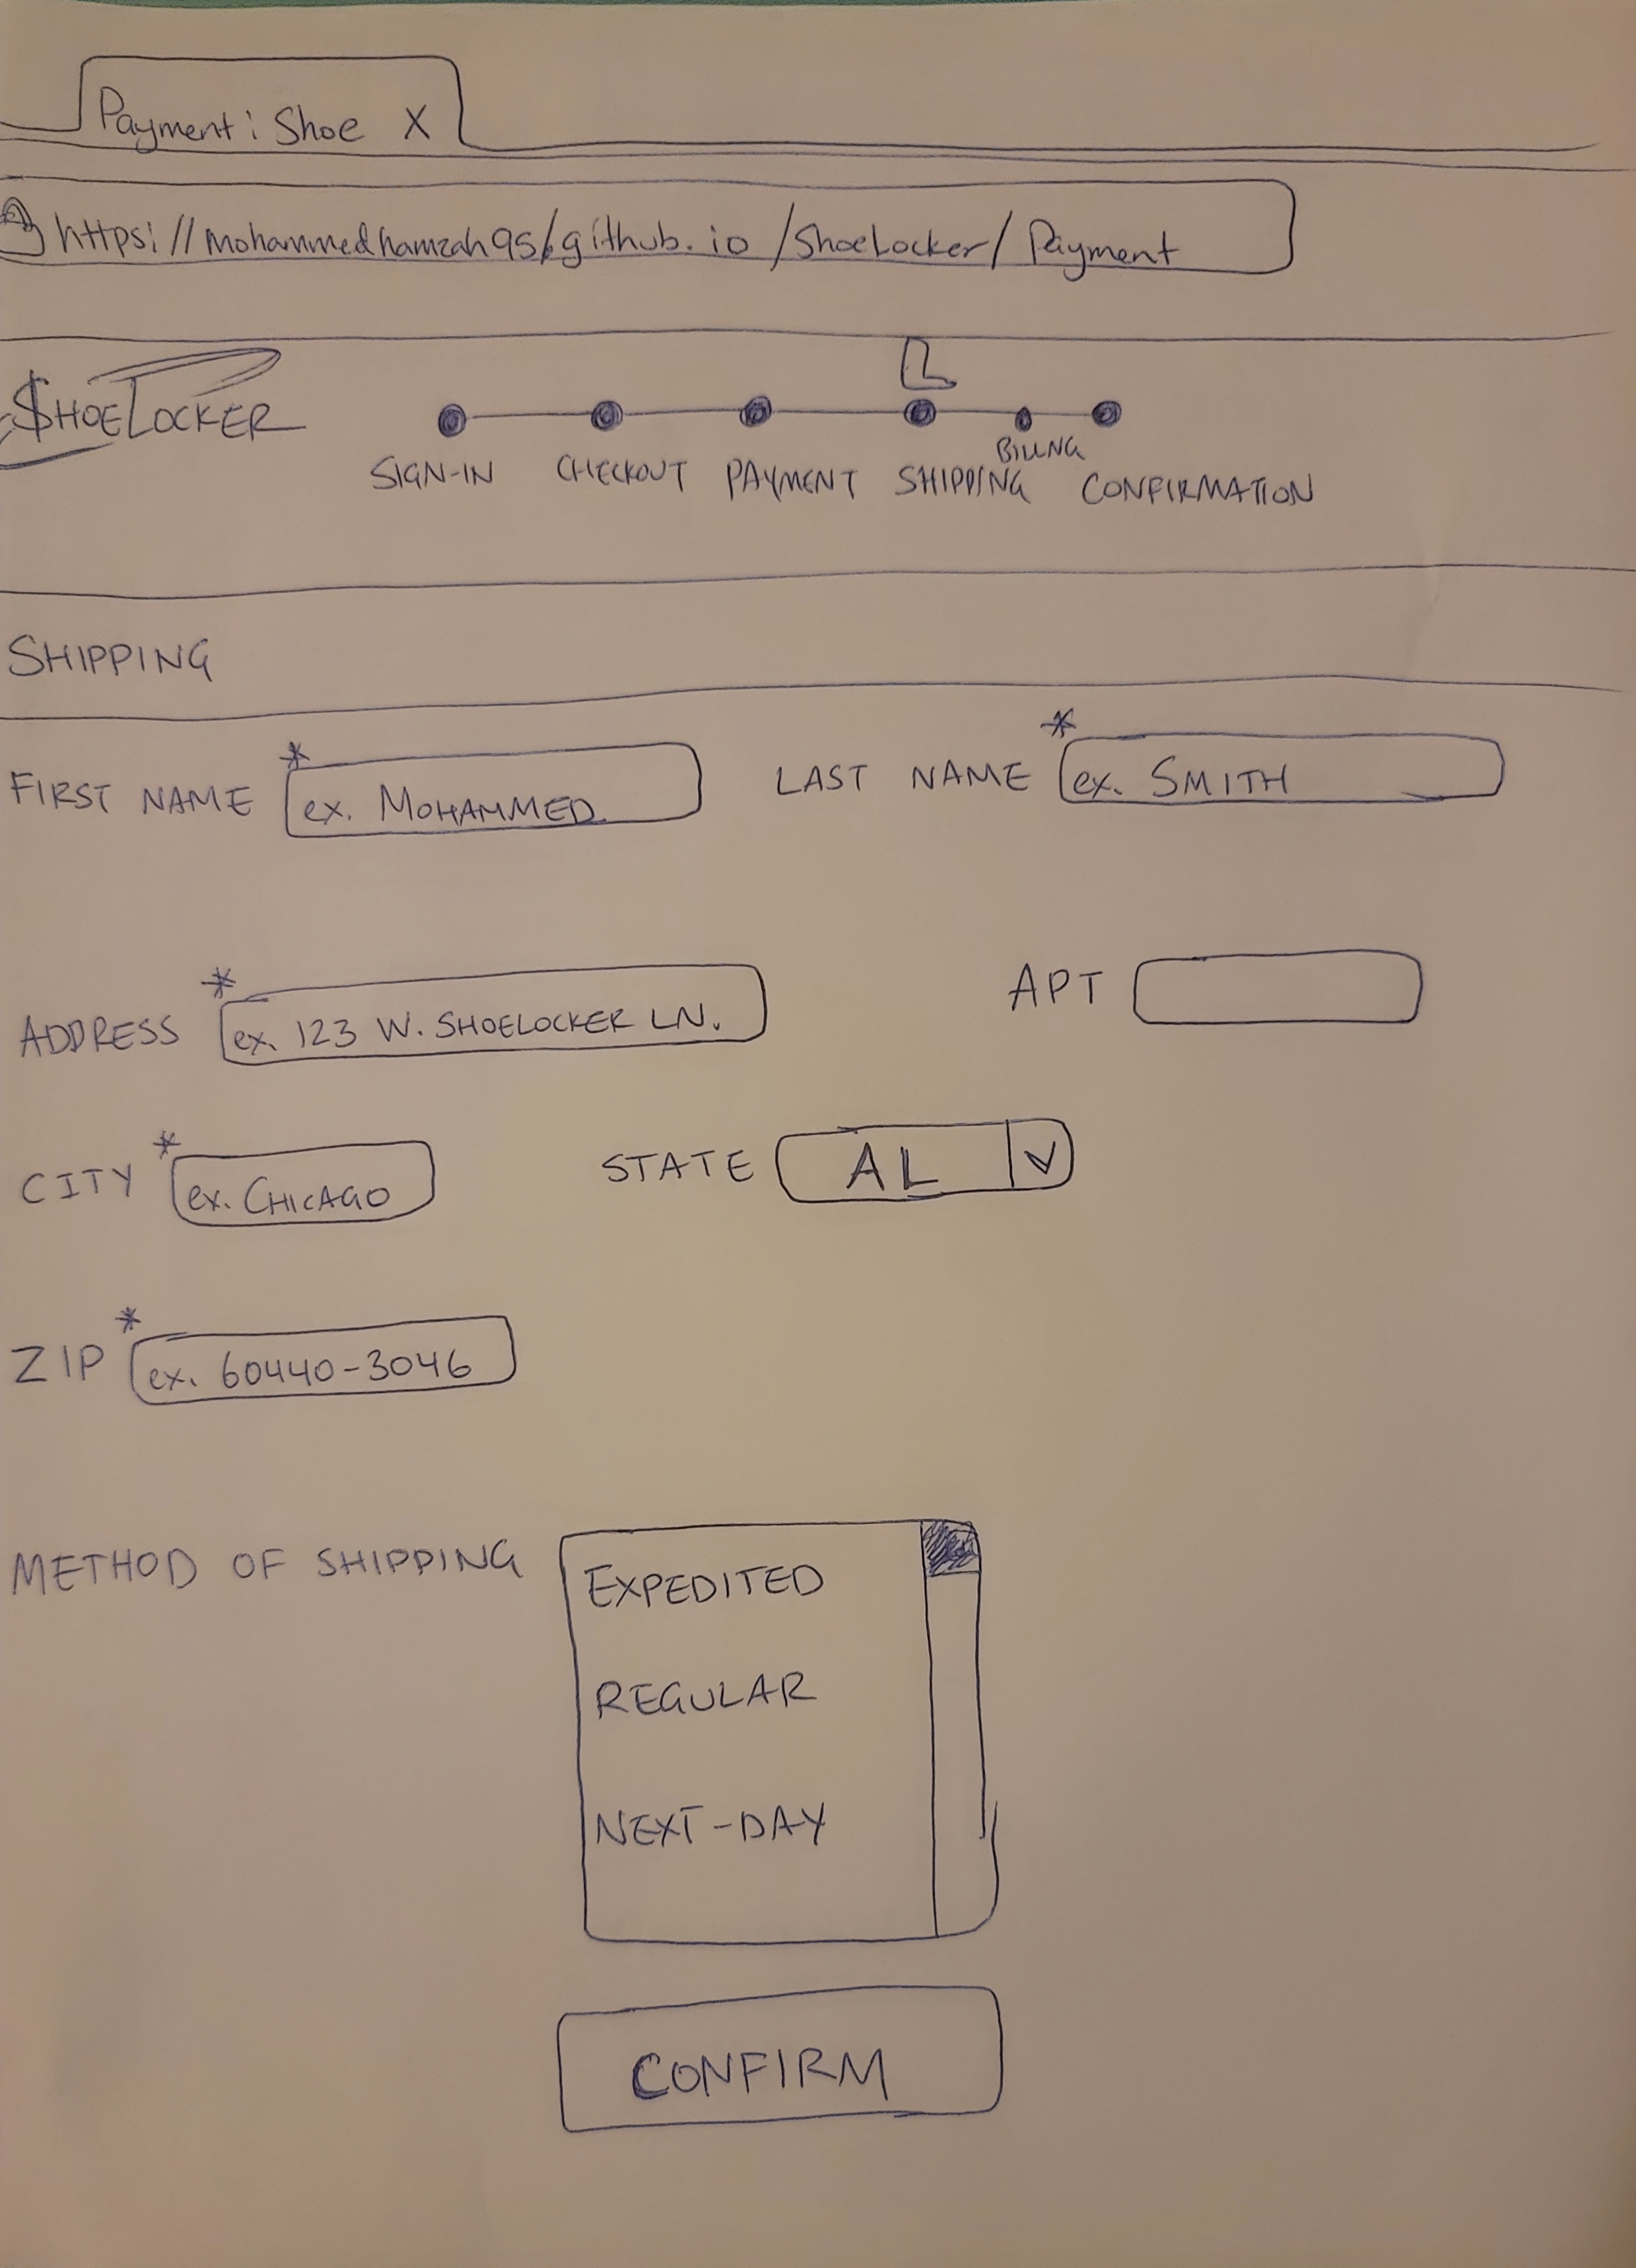 Payment: Shoe X
https://mohammedhamzah95/github.io/ShoeLocker/Payment
$HOELOCKER
SIGN-IN CHECKOUT PAYMENT SHIPPING BILLNG CONFIRMATION
SHIPPING
FIRST NAME * ex. MOHAMMED. LAST NAME * ex. SMITH
ADDRESS * ex. 123 W. SHOELOCKER LN. APT
CITY * ex. CHICAGO STATE AL
ZIP * ex. 60440-3046
METHOD OF SHIPPING EXPEDITED
REGULAR
NEXT-DAY
CONFIRM